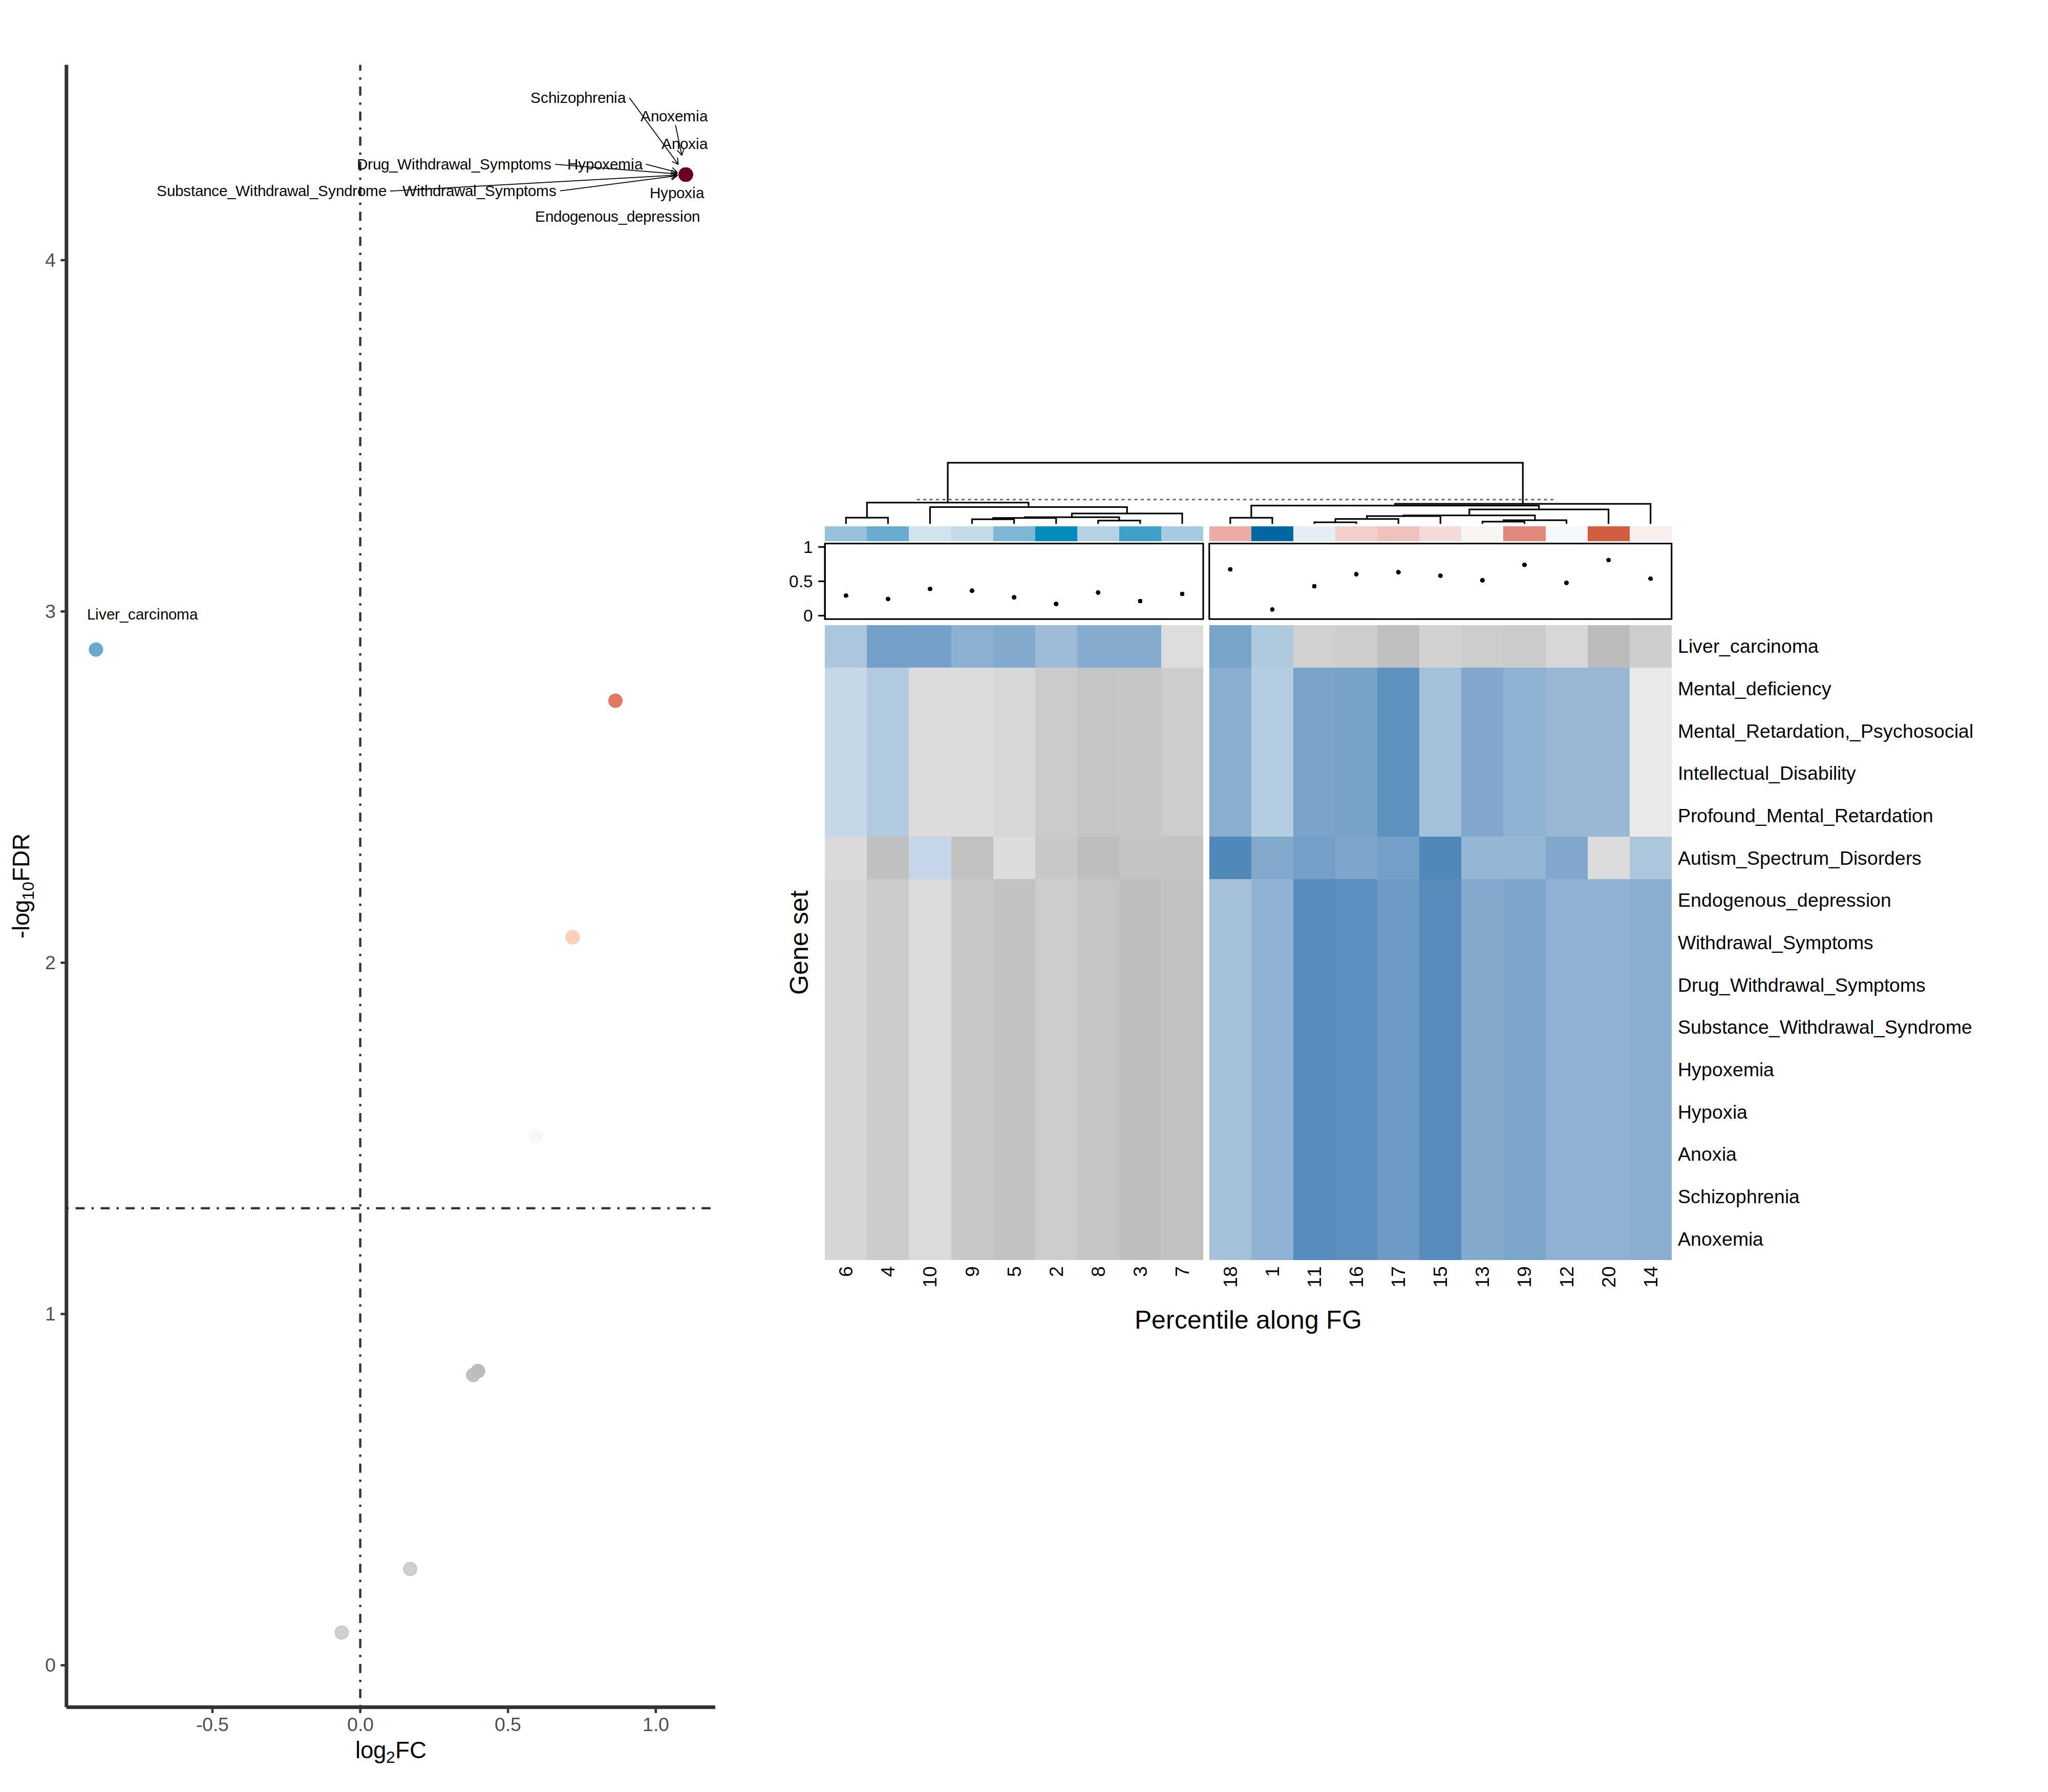 Schizophrenia
Anoxemia
Anoxia
Drug_Withdrawal_Symptoms
Hypoxemia
Substance_Withdrawal_Syndrome
Withdrawal_Symptoms
Hypoxia
Endogenous_depression
Liver_carcinoma
4
3
2
1
0
-log10FDR
-0.5
0.0
0.5
1.0
log2FC
1
0.5
0
Gene set
Liver_carcinoma
Mental_deficiency
Mental_Retardation,_Psychosocial
Intellectual_Disability
Profound_Mental_Retardation
Autism_Spectrum_Disorders
Endogenous_depression
Withdrawal_Symptoms
Drug_Withdrawal_Symptoms
Substance_Withdrawal_Syndrome
Hypoxemia
Hypoxia
Anoxia
Schizophrenia
Anoxemia
6 4 10 9 5 2 8 3 7 18 1 11 16 17 15 13 19 12 20 14
Percentile along FG